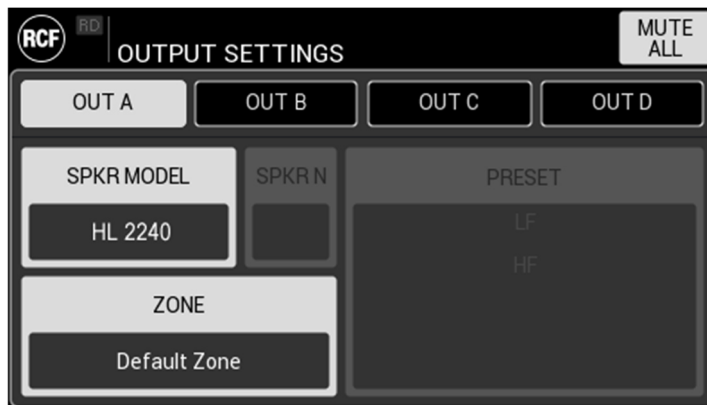 RCF
RD
OUTPUT SETTINGS
MUTE
ALL
OUT A
OUT B
OUT C
OUT D
SPKR MODEL
SPKR N
PRESET
HL 2240
LF
HF
ZONE
Default Zone